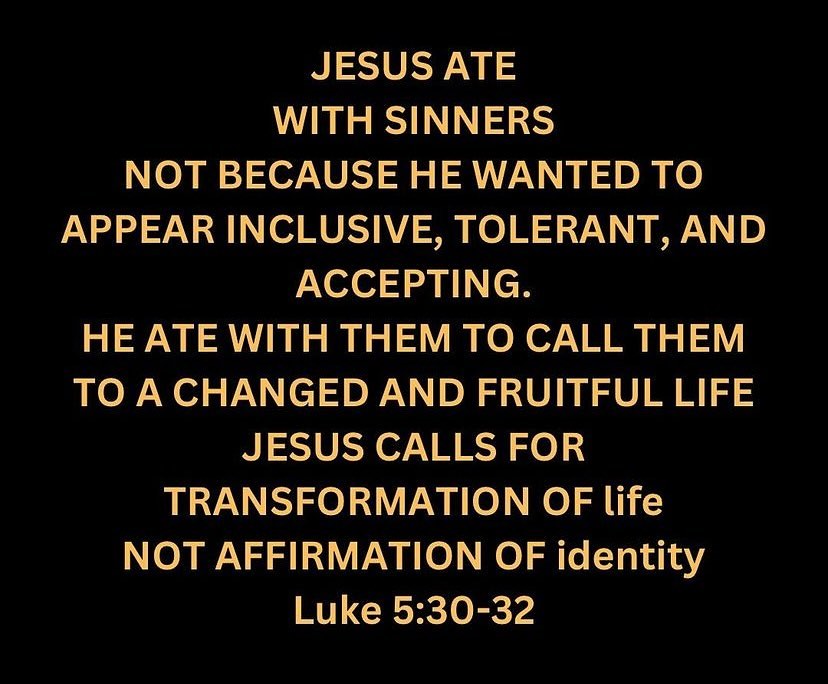 JESUS ATE
WITH SINNERS
NOT BECAUSE HE WANTED TO
APPEAR INCLUSIVE, TOLERANT, AND
ACCEPTING.
HE ATE WITH THEM TO CALL THEM
TO A CHANGED AND FRUITFUL LIFE
JESUS CALLS FOR
TRANSFORMATION OF life
NOT AFFIRMATION OF identity
Luke 5:30-32